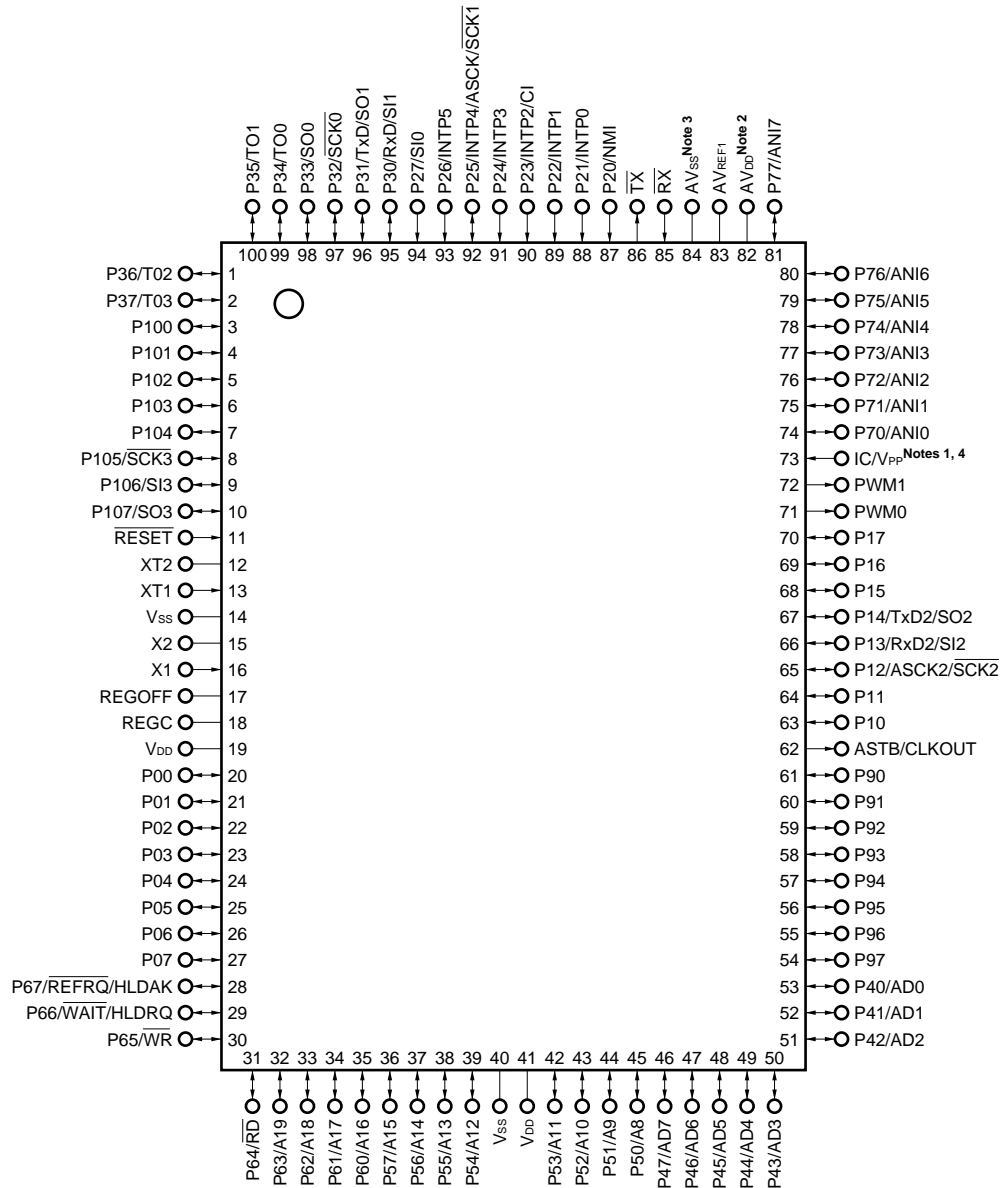 P35/TO1
P34/TO0
P33/SO0
P32/SCK0
P31/TxD/SO1
P30/RxD/SI1
P27/SI0
P26/INTP5
P25/INTP4/ASCK/SCK1
P24/INTP3
P23/INTP2/CI
P22/INTP1
P21/INTP0
P20/NMI
TX
RX
AVSS Note 3
AVREF1
AVDD Note 2
P77/ANI7
100 99 98 97 96 95 94 93 92 91 90 89 88 87 86 85 84 83 82 81
P36/T02 1
P37/T03 2
P100 3
P101 4
P102 5
P103 6
P104 7
P105/SCK3 8
P106/SI3 9
P107/SO3 10
RESET 11
XT2 12
XT1 13
VSS 14
X2 15
X1 16
REGOFF 17
REGC 18
VDD 19
P00 20
P01 21
P02 22
P03 23
P04 24
P05 25
P06 26
P07 27
P67/REFRQ/HLDAK 28
P66/WAIT/HLDRQ 29
P65/WR 30
80 P76/ANI6
79 P75/ANI5
78 P74/ANI4
77 P73/ANI3
76 P72/ANI2
75 P71/ANI1
74 P70/ANI0
73 IC/VPP Notes 1, 4
72 PWM1
71 PWM0
70 P17
69 P16
68 P15
67 P14/TxD2/SO2
66 P13/RxD2/SI2
65 P12/ASCK2/SCK2
64 P11
63 P10
62 ASTB/CLKOUT
61 P90
60 P91
59 P92
58 P93
57 P94
56 P95
55 P96
54 P97
53 P40/AD0
52 P41/AD1
51 P42/AD2
31 32 33 34 35 36 37 38 39 40 41 42 43 44 45 46 47 48 49 50
P64/RD
P63/A19
P62/A18
P61/A17
P60/A16
P57/A15
P56/A14
P55/A13
P54/A12
VSS
VDD
P53/A11
P52/A10
P51/A9
P50/A8
P47/AD7
P46/AD6
P45/AD5
P44/AD4
P43/AD3